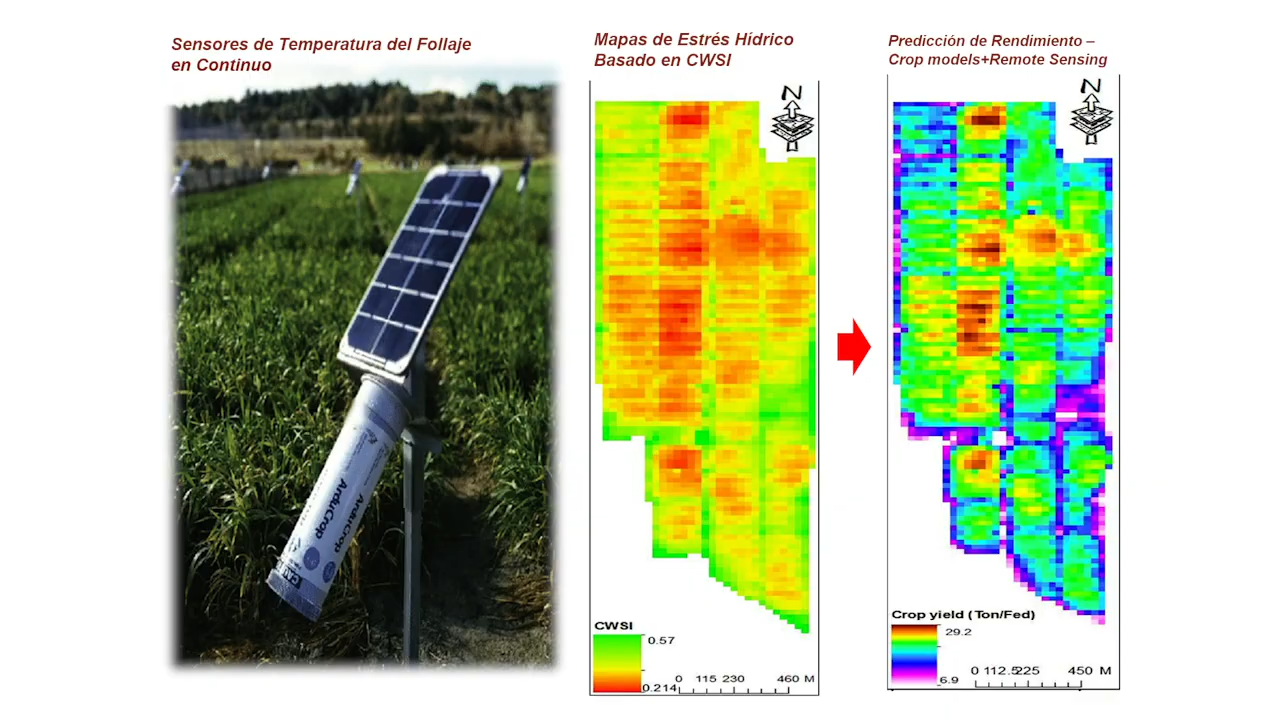 Sensores de Temperatura del Follaje
en Continuo
ArduCrop
ArduCrop
Mapas de Estrés Hídrico
Basado en CWSI
N
CWSI
0.57
0.214
0 115 230 460 M
Predicción de Rendimiento –
Crop models+Remote Sensing
N
Crop yield (Ton/Fed)
29.2
6.9
0 112.5225 450 M